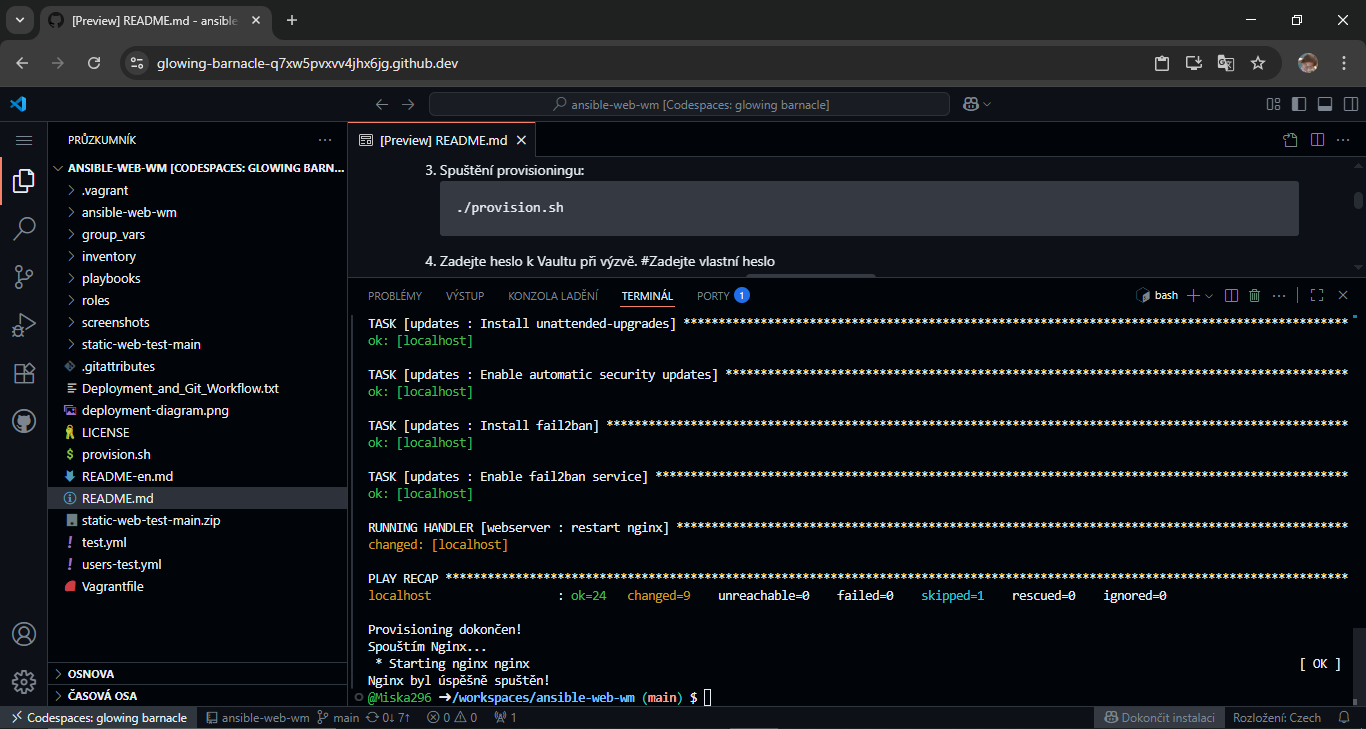 [Preview] README.md - ansible
glowing-barnacle-q7xw5pvxvv4jhx6jg.github.dev
ansible-web-wm [Codespaces: glowing barnacle]
PRŮZKUMNÍK
ANSIBLE-WEB-WM [CODESPACES: GLOWING BARN...
.vagrant
ansible-web-wm
group_vars
inventory
playbooks
roles
screenshots
static-web-test-main
.gitattributes
Deployment_and_Git_Workflow.txt
deployment-diagram.png
LICENSE
provision.sh
README-en.md
README.md
static-web-test-main.zip
test.yml
users-test.yml
Vagrantfile
OSNOVA
ČASOVÁ OSA
[Preview] README.md
3. Spuštění provisioningu:
./provision.sh
4. Zadejte heslo k Vaultu při výzvě. #Zadejte vlastní heslo
PROBLÉMY VÝSTUP KONZOLA LADĚNÍ TERMINÁL PORTY 1
bash
TASK [updates : Install unattended-upgrades] **********************************************************************************************
ok: [localhost]
TASK [updates : Enable automatic security updates] ****************************************************************************************
ok: [localhost]
TASK [updates : Install fail2ban] *********************************************************************************************************
ok: [localhost]
TASK [updates : Enable fail2ban service] **************************************************************************************************
ok: [localhost]
RUNNING HANDLER [webserver : restart nginx] ***********************************************************************************************
changed: [localhost]
PLAY RECAP ********************************************************************************************************************************
localhost : ok=24 changed=9 unreachable=0 failed=0 skipped=1 rescued=0 ignored=0
Provisioning dokončen!
Spouštím Nginx...
* Starting nginx nginx [ OK ]
Nginx byl úspěšně spuštěn!
@Miska296 ➜/workspaces/ansible-web-wm (main) $
Codespaces: glowing barnacle ansible-web-wm main 0↓ 7↑ 0 0 1 Dokončit instalaci Rozložení: Czech